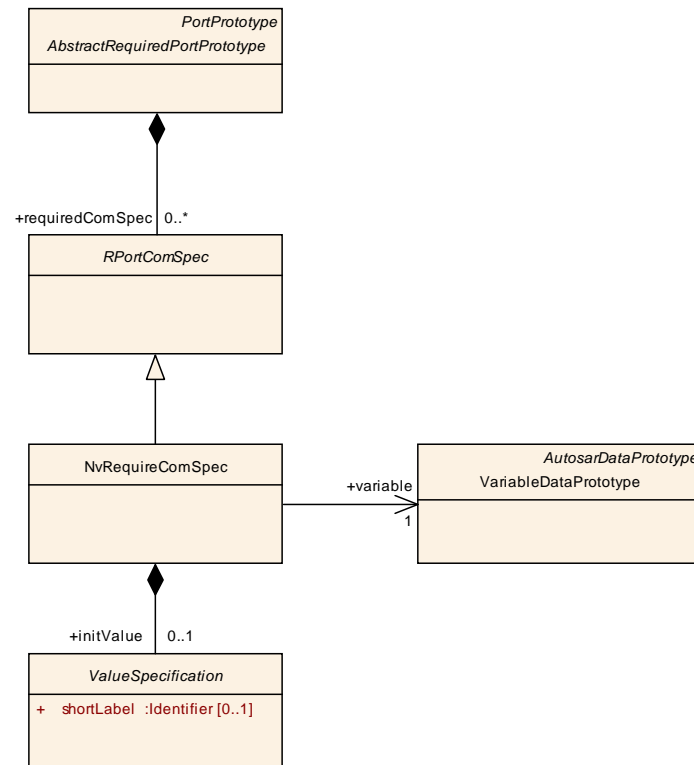 PortPrototype
AbstractRequiredPortPrototype
+requiredComSpec 0..*
RPortComSpec
NvRequireComSpec
+variable
1
AutosarDataPrototype
VariableDataPrototype
+initValue 0..1
ValueSpecification
+ shortLabel :Identifier [0..1]